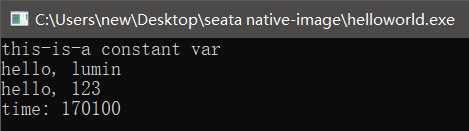 C:\Users\new\Desktop\seata native-image\helloworld.exe
this-is-a constant var
hello, lumin
hello, 123
time: 170100